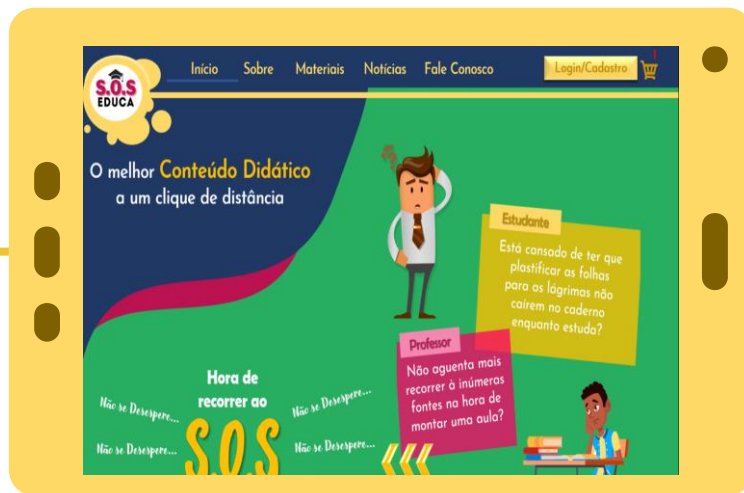 Início Sobre Materiais Notícias Fale Conosco Login/Cadastro
S.O.S
EDUCA
O melhor Conteúdo Didático
a um clique de distância
Estudante
Está cansado de ter que
plastificar as folhas
para as lágrimas não
caírem no caderno
enquanto estuda?
Professor
Não aguenta mais
recorrer à inúmeras
fontes na hora de
montar uma aula?
Hora de
recorrer ao
S.O.S
Não se Desespere...
Não se Desespere...
Não se Desespere...
Não se Desespere...